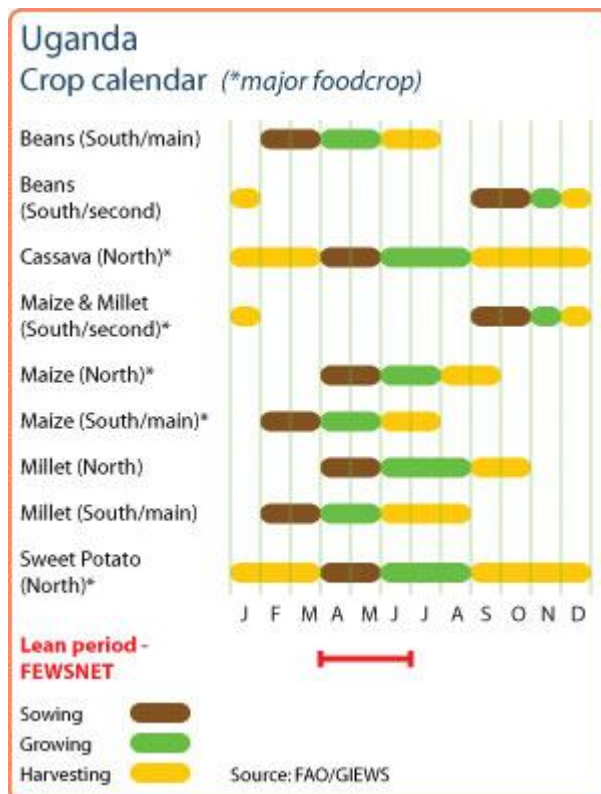 Uganda
Crop calendar (*major foodcrop)
Beans (South/main)
Beans
(South/second)
Cassava (North)*
Maize & Millet
(South/second)*
Maize (North)*
Maize (South/main)*
Millet (North)
Millet (South/main)
Sweet Potato
(North)*
J F M A M J J A S O N D
Lean period -
FEWSNET
Sowing
Growing
Harvesting
Source: FAO/GIEWS